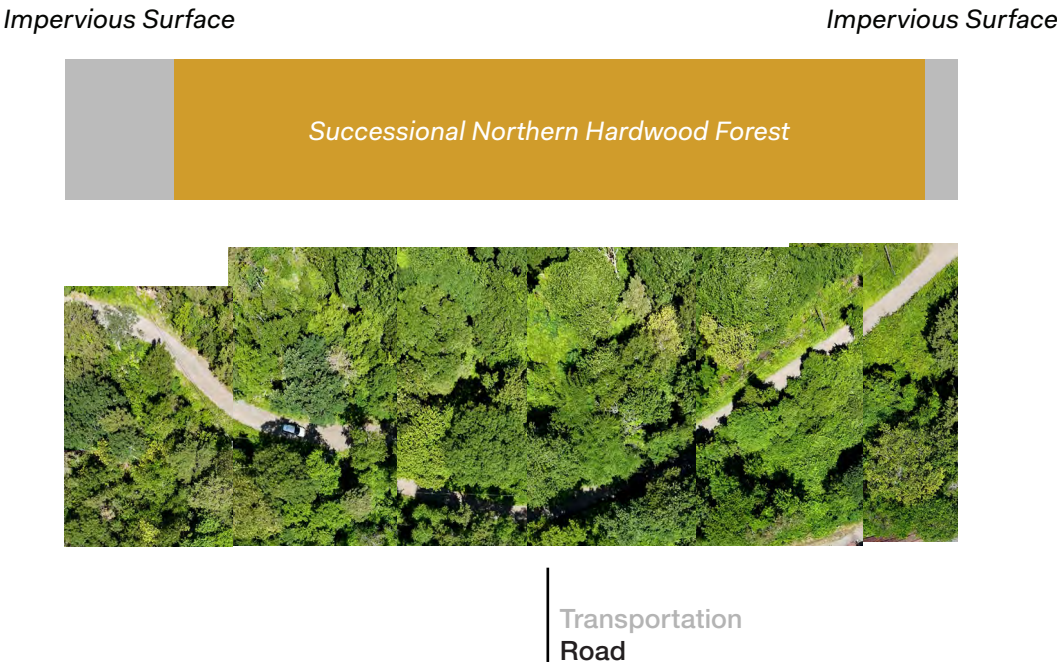 Impervious Surface
Impervious Surface
Successional Northern Hardwood Forest
Transportation
Road